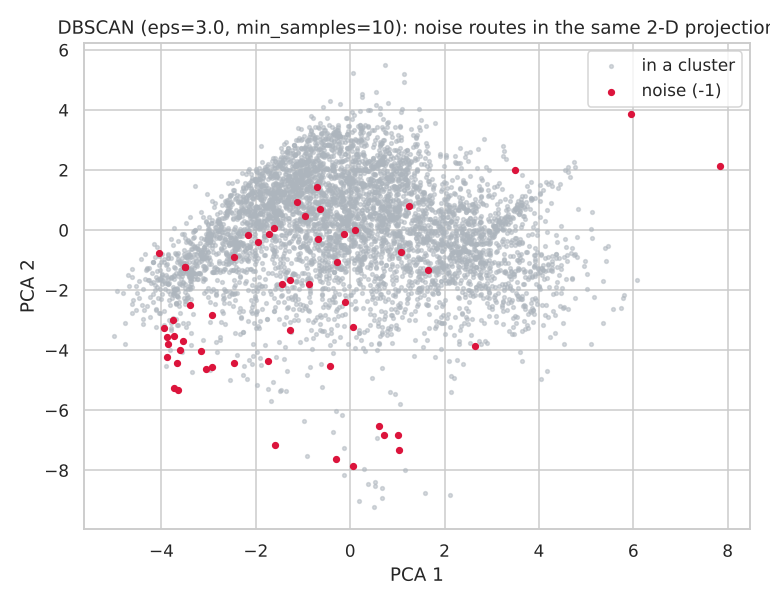 DBSCAN (eps=3.0, min_samples=10): noise routes in the same 2-D projection
in a cluster
noise (-1)
6
4
2
0
−2
−4
−6
−8
PCA 2
−4 −2 0 2 4 6 8
PCA 1